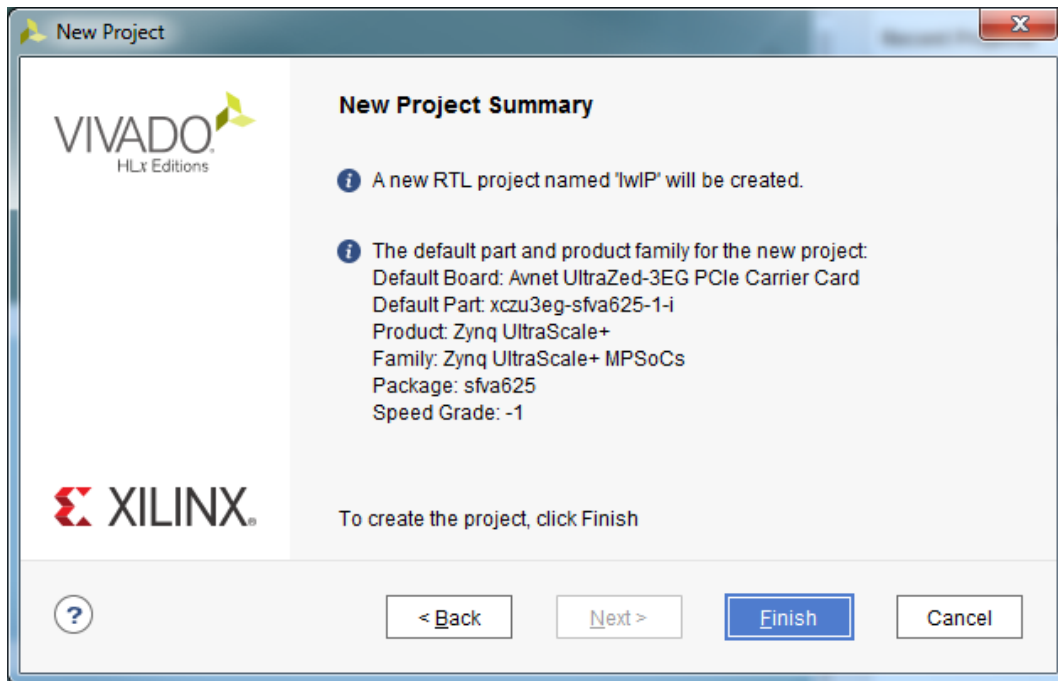 New Project
New Project Summary
VIVADO.
HLx Editions
A new RTL project named 'lwIP' will be created.
The default part and product family for the new project:
Default Board: Avnet UltraZed-3EG PCIe Carrier Card
Default Part: xczu3eg-sfva625-1-i
Product: Zynq UltraScale+
Family: Zynq UltraScale+ MPSoCs
Package: sfva625
Speed Grade: -1
XILINX.
To create the project, click Finish
?
< Back
Next >
Finish
Cancel